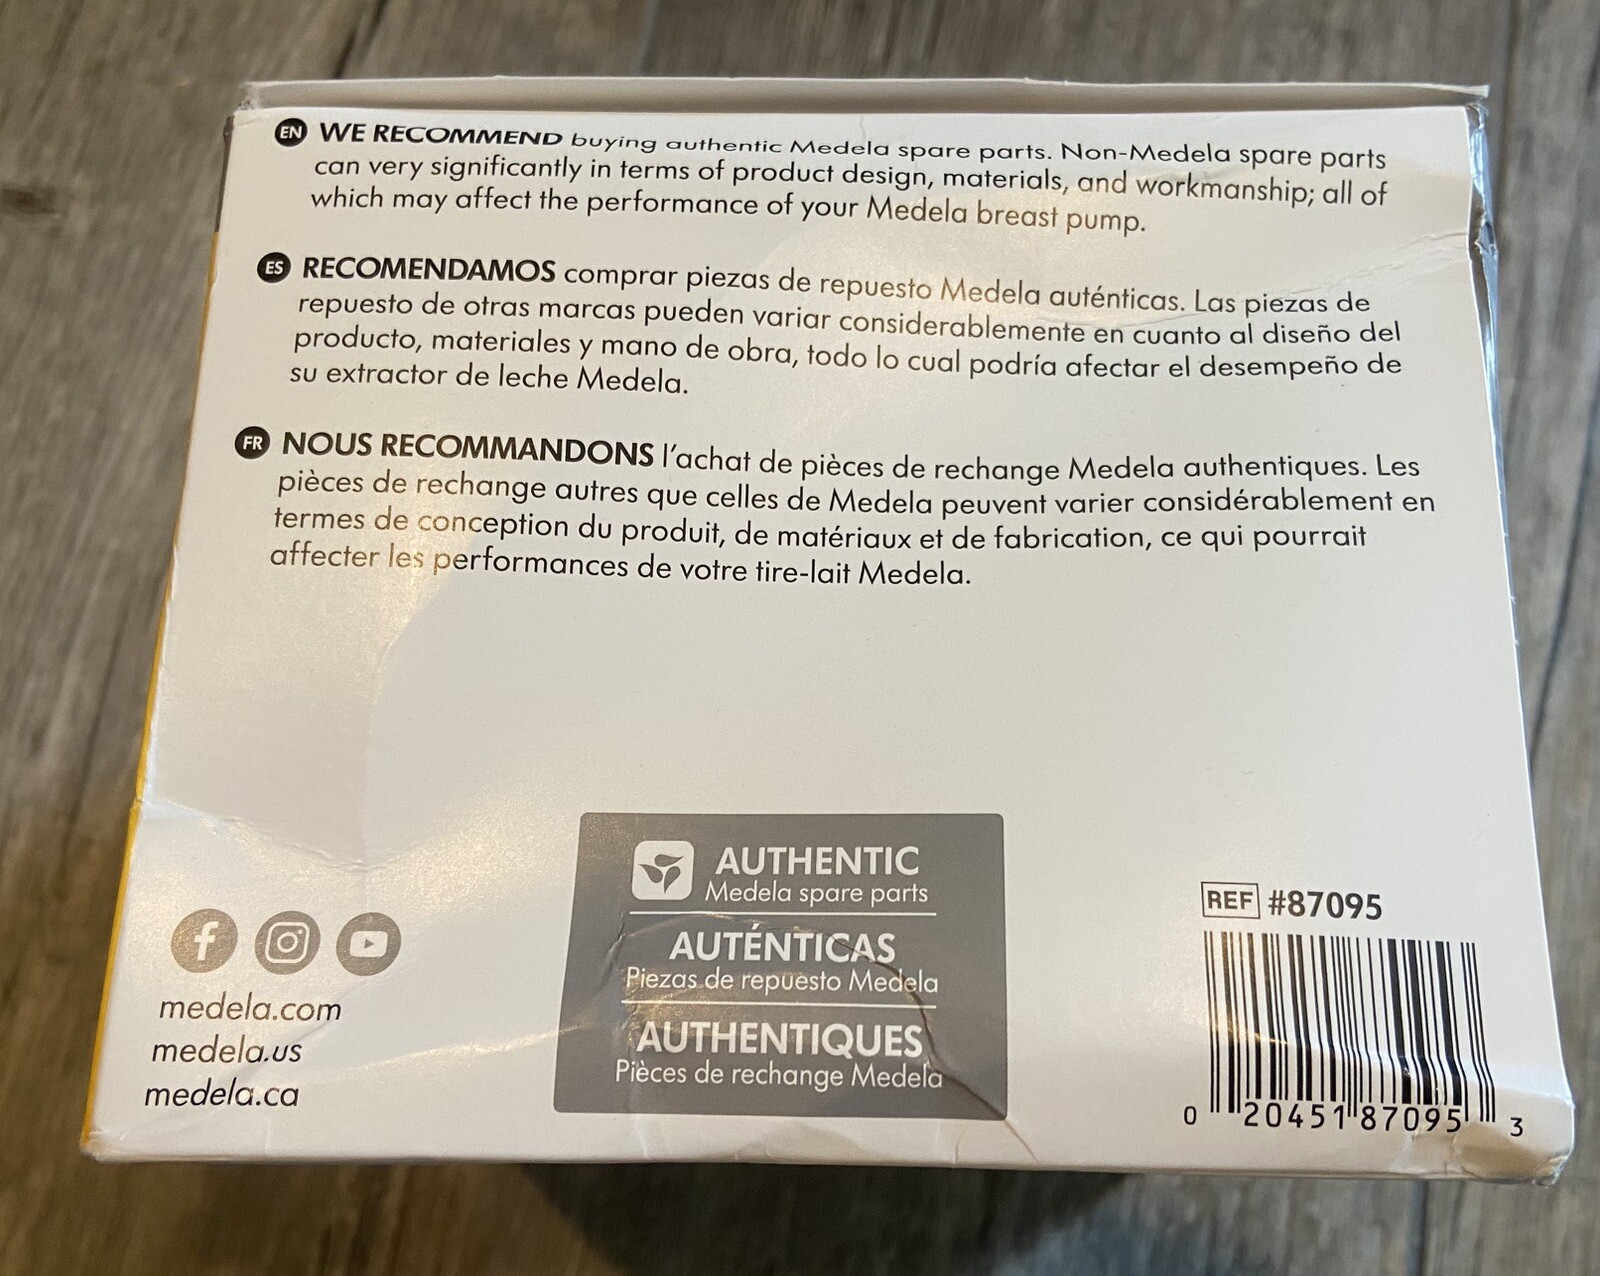 EN WE RECOMMEND buying authentic Medela spare parts. Non-Medela spare parts
can very significantly in terms of product design, materials, and workmanship; all of
which may affect the performance of your Medela breast pump.
ES RECOMENDAMOS comprar piezas de repuesto Medela auténticas. Las piezas de
repuesto de otras marcas pueden variar considerablemente en cuanto al diseño del
producto, materiales y mano de obra, todo lo cual podría afectar el desempeño de
su extractor de leche Medela.
FR NOUS RECOMMANDONS l'achat de pièces de rechange Medela authentiques. Les
pièces de rechange autres que celles de Medela peuvent varier considérablement en
termes de conception du produit, de matériaux et de fabrication, ce qui pourrait
affecter les performances de votre tire-lait Medela.
medela.com
medela.us
medela.ca
AUTHENTIC
Medela spare parts
AUTÉNTICAS
Piezas de repuesto Medela
AUTHENTIQUES
Pièces de rechange Medela
REF #87095
0 20451 87095 3